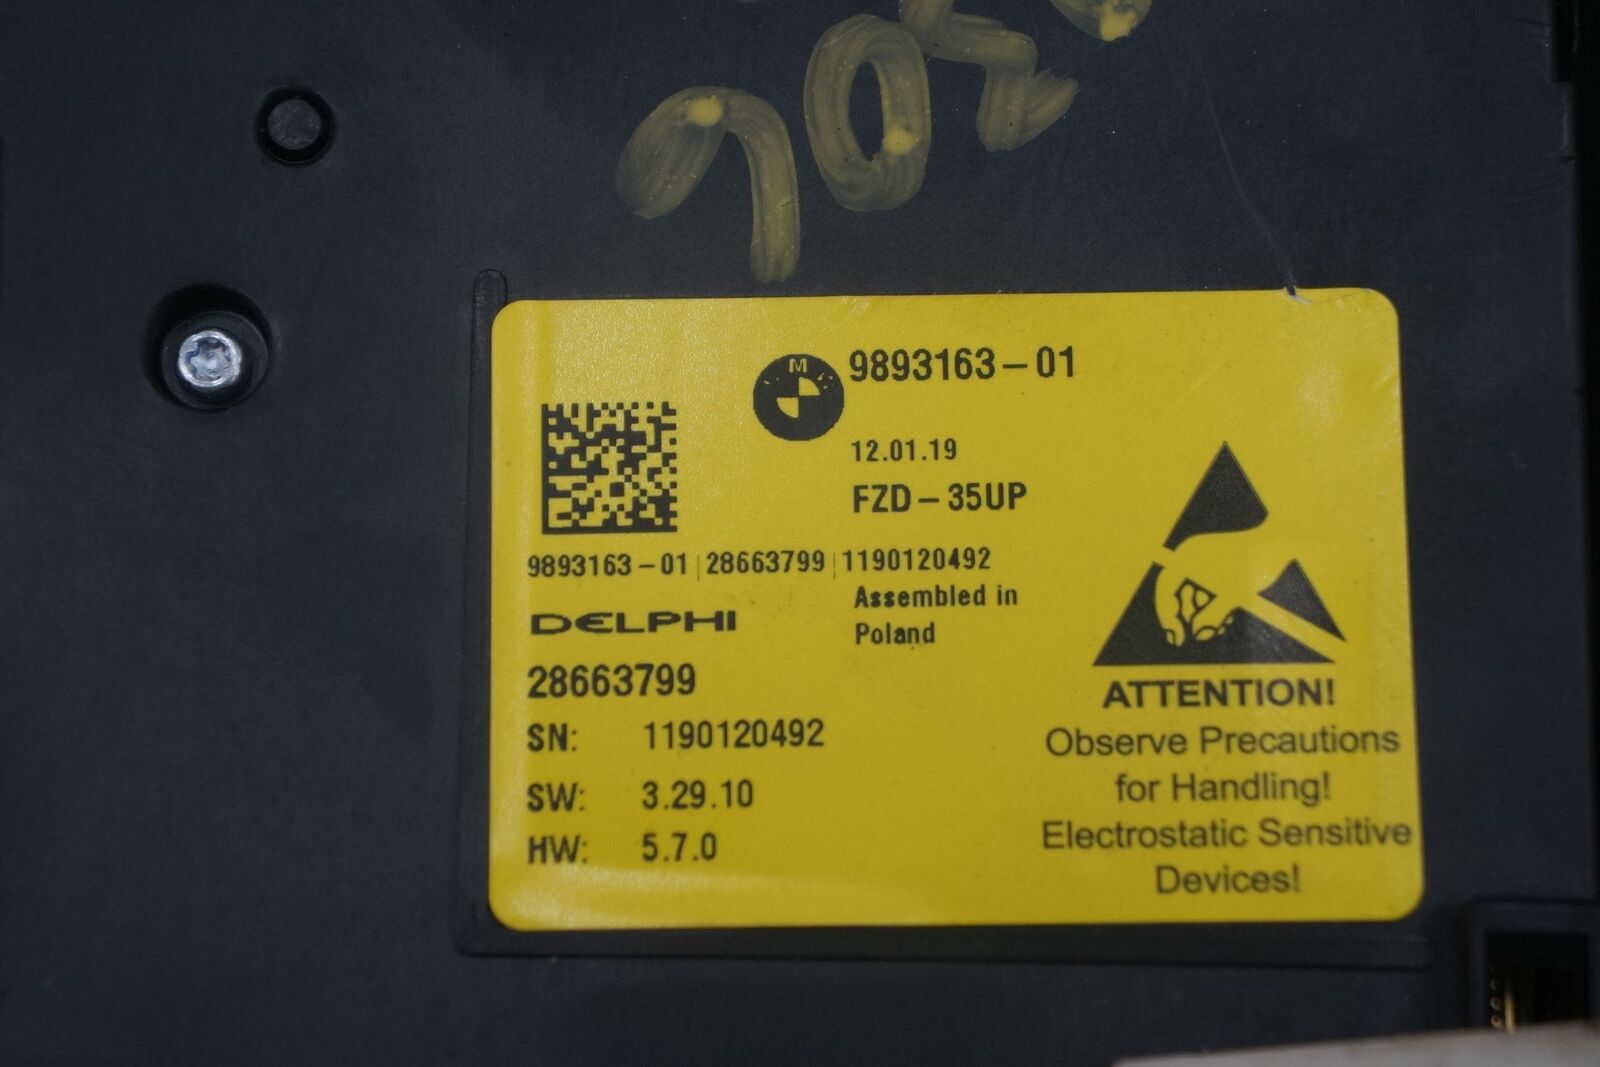 M
9893163-01
12.01.19
FZD-35UP
9893163-01 | 28663799 | 1190120492
Assembled in
Poland
DELPHI
28663799
SN: 1190120492
SW: 3.29.10
HW: 5.7.0
ATTENTION!
Observe Precautions
for Handling!
Electrostatic Sensitive
Devices!